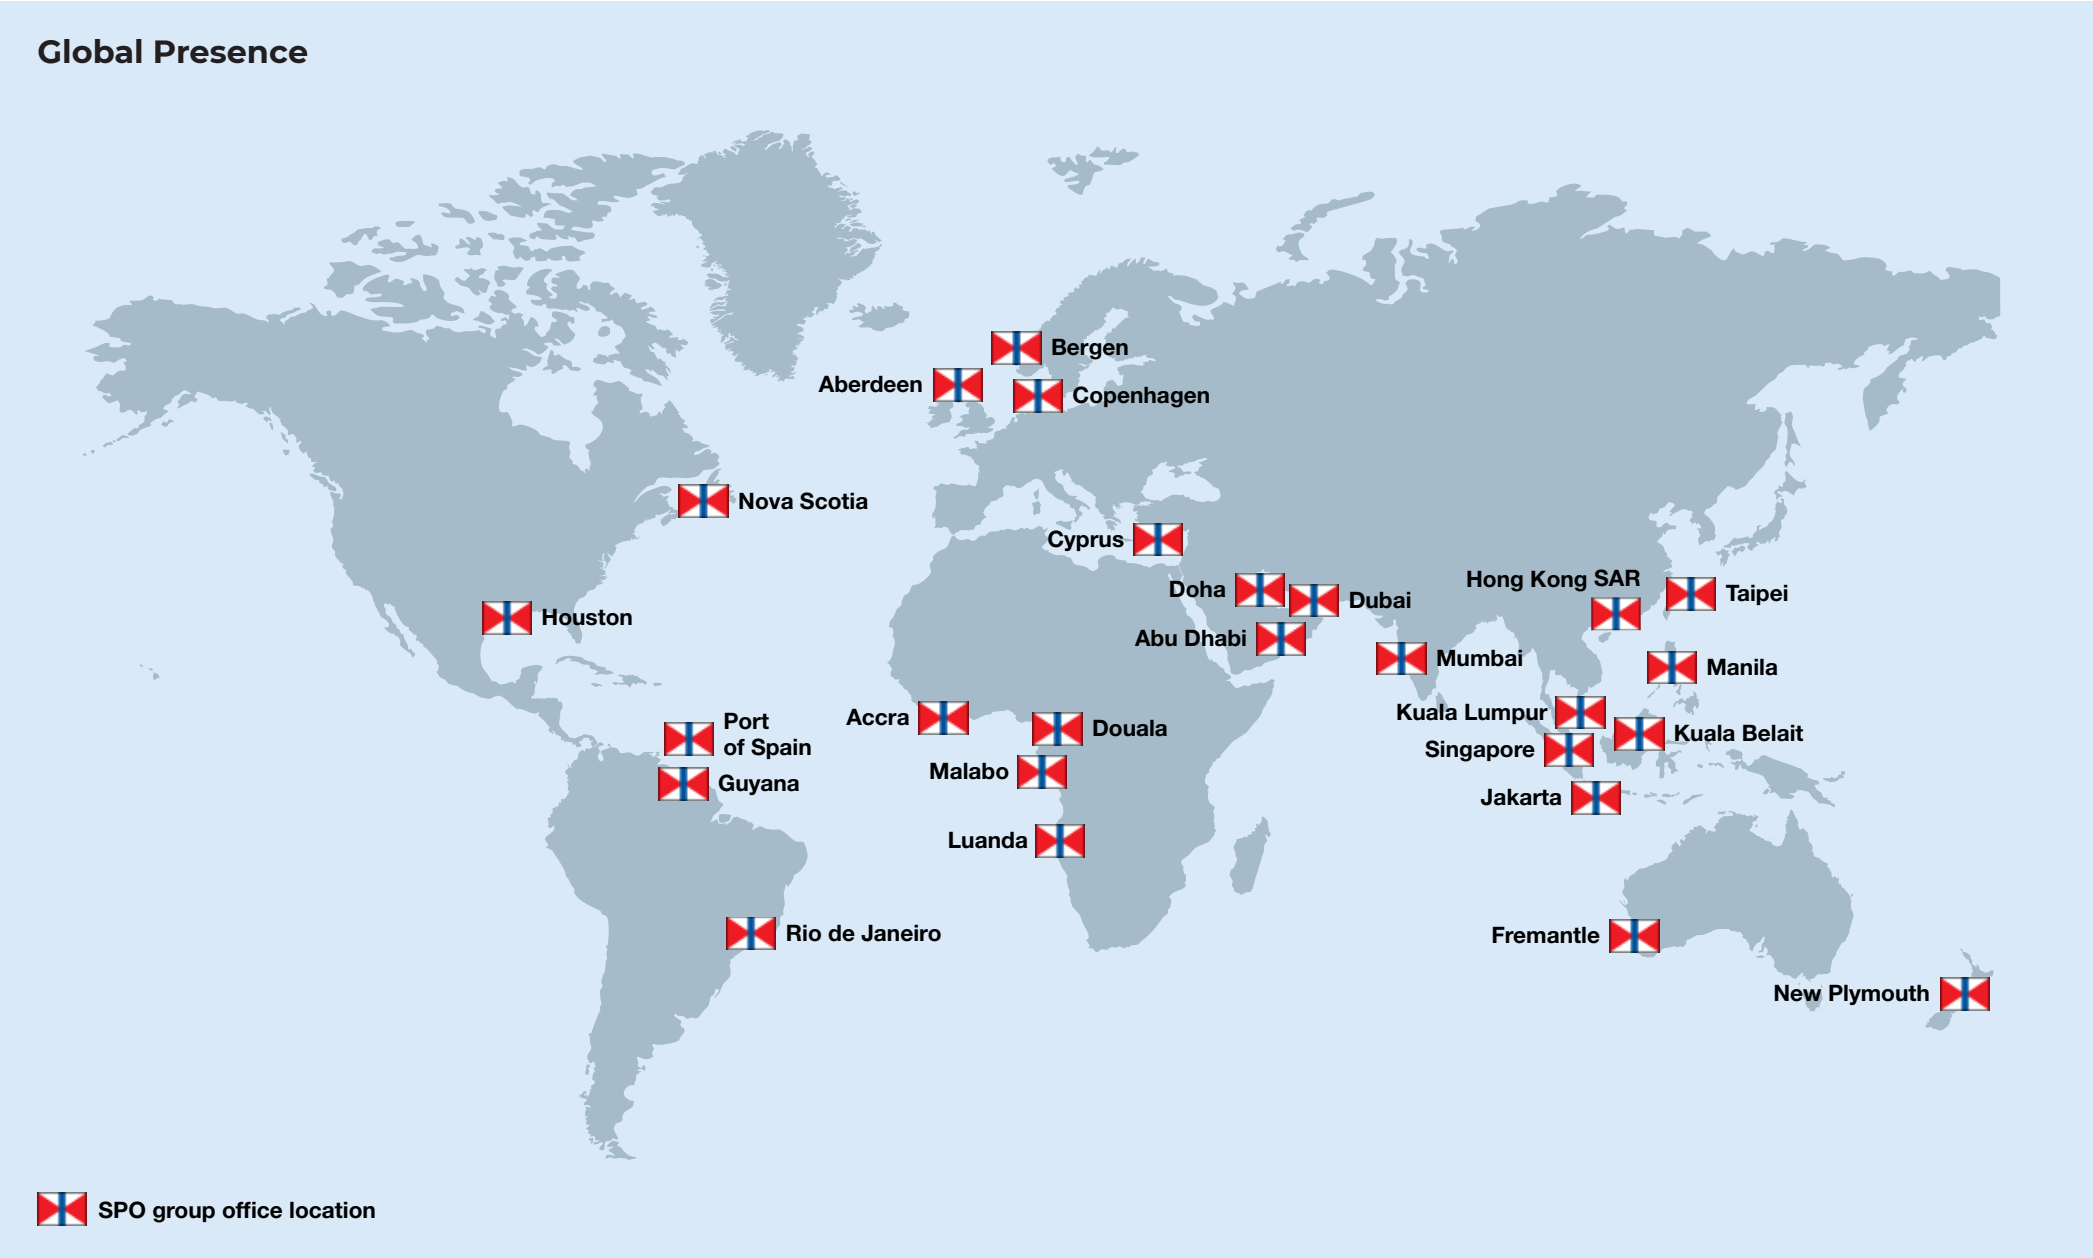 Global Presence
Bergen
Aberdeen
Copenhagen
Nova Scotia
Cyprus
Hong Kong SAR
Doha
Dubai
Taipei
Houston
Abu Dhabi
Mumbai
Manila
Kuala Lumpur
Accra
Port
of Spain
Douala
Kuala Belait
Singapore
Malabo
Guyana
Jakarta
Luanda
Rio de Janeiro
Fremantle
New Plymouth
SPO group office location